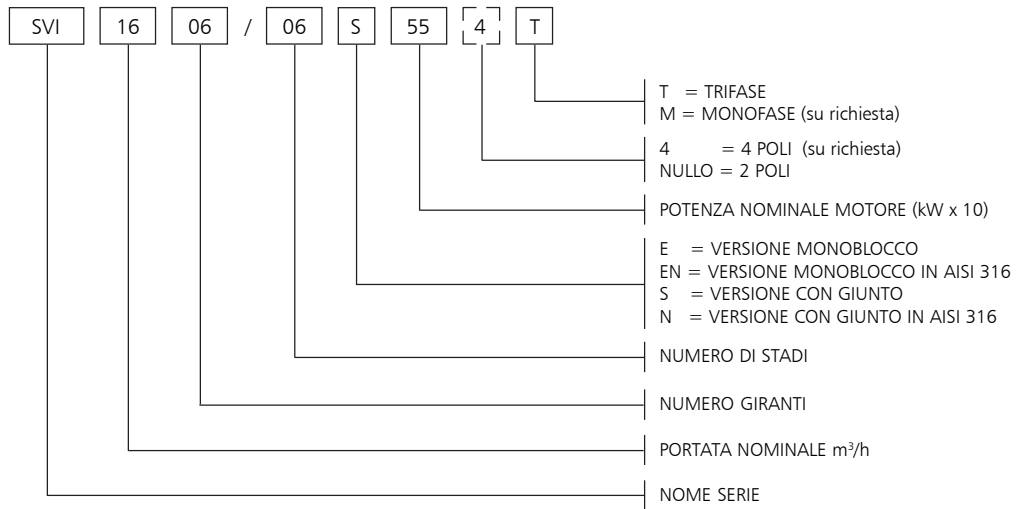 SVI 16 06 / 06 S 55 4 T
T = TRIFASE
M = MONOFASE (su richiesta)
4 = 4 POLI (su richiesta)
NULLO = 2 POLI
POTENZA NOMINALE MOTORE (kW x 10)
E = VERSIONE MONOBLOCCO
EN = VERSIONE MONOBLOCCO IN AISI 316
S = VERSIONE CON GIUNTO
N = VERSIONE CON GIUNTO IN AISI 316
NUMERO DI STADI
NUMERO GIRANTI
PORTATA NOMINALE m³/h
NOME SERIE